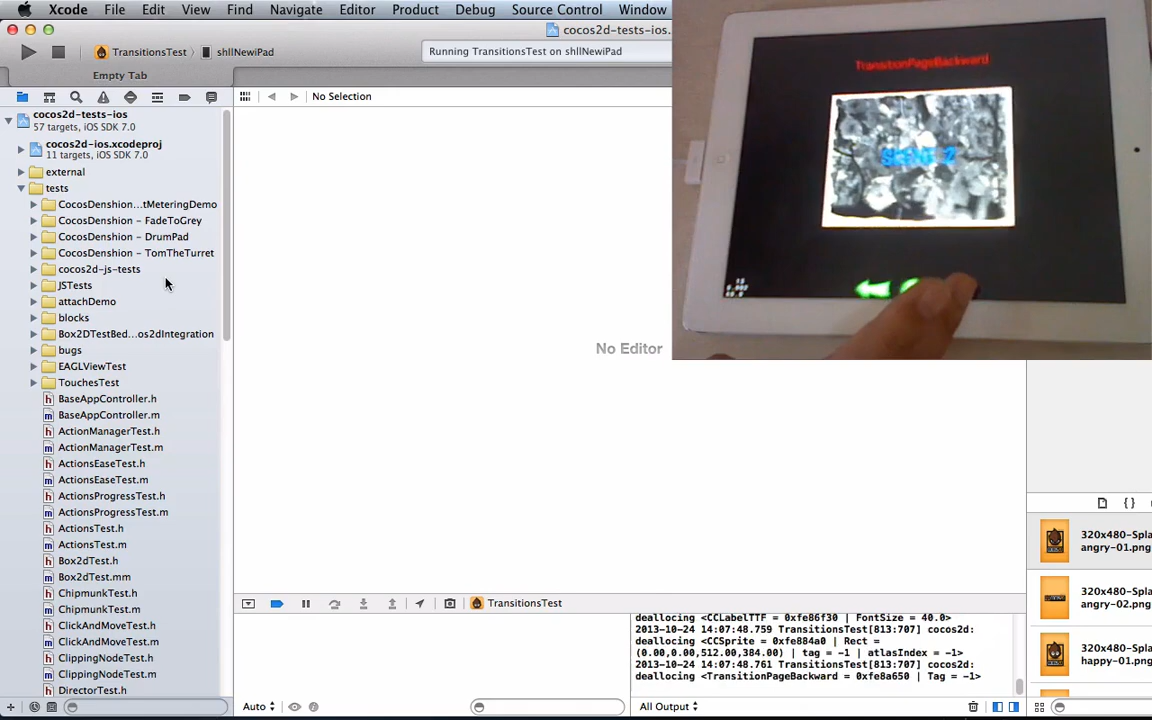 Xcode File Edit View Find Navigate Editor Product Debug Source Control Window
cocos2d-tests-ios.
TransitionsTest shllNewiPad
Running TransitionsTest on shllNewiPad
Empty Tab
No Selection
cocos2d-tests-ios
57 targets, iOS SDK 7.0
cocos2d-ios.xcodeproj
11 targets, iOS SDK 7.0
external
tests
CocosDenshion...tMeteringDemo
CocosDenshion - FadeToGrey
CocosDenshion - DrumPad
CocosDenshion - TomTheTurret
cocos2d-js-tests
JSTests
attachDemo
blocks
Box2DTestBed...os2dIntegration
bugs
EAGLViewTest
TouchesTest
BaseAppController.h
BaseAppController.m
ActionManagerTest.h
ActionManagerTest.m
ActionsEaseTest.h
ActionsEaseTest.m
ActionsProgressTest.h
ActionsProgressTest.m
ActionsTest.h
ActionsTest.m
Box2dTest.h
Box2dTest.mm
ChipmunkTest.h
ChipmunkTest.m
ClickAndMoveTest.h
ClickAndMoveTest.m
ClippingNodeTest.h
ClippingNodeTest.m
DirectorTest.h
No Editor
TransitionPageBackward
SCENE 2
TransitionsTest
Auto
deallocing <CCLabelTTF = 0xfe86f30 | FontSize = 40.0>
2013-10-24 14:07:48.759 TransitionsTest[813:707] cocos2d:
deallocing <CCSprite = 0xfe884a0 | Rect =
(0.00,0.00,512.00,384.00) | tag = -1 | atlasIndex = -1>
2013-10-24 14:07:48.761 TransitionsTest[813:707] cocos2d:
deallocing <TransitionPageBackward = 0xfe8a650 | Tag = -1>
All Output
320x480-Spla
angry-01.png
320x480-Spla
angry-02.png
320x480-Spla
happy-01.png